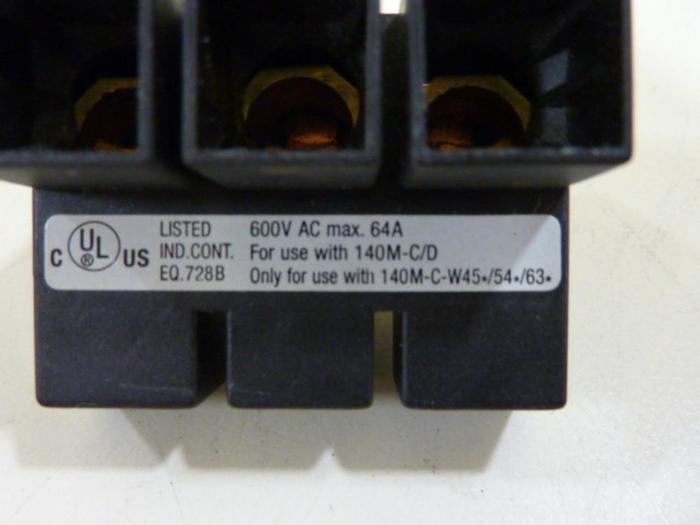 C UL ® US
LISTED 600V AC max. 64A
IND.CONT. For use with 140M-C/D
EQ.728B Only for use with 140M-C-W45*/54*/63*